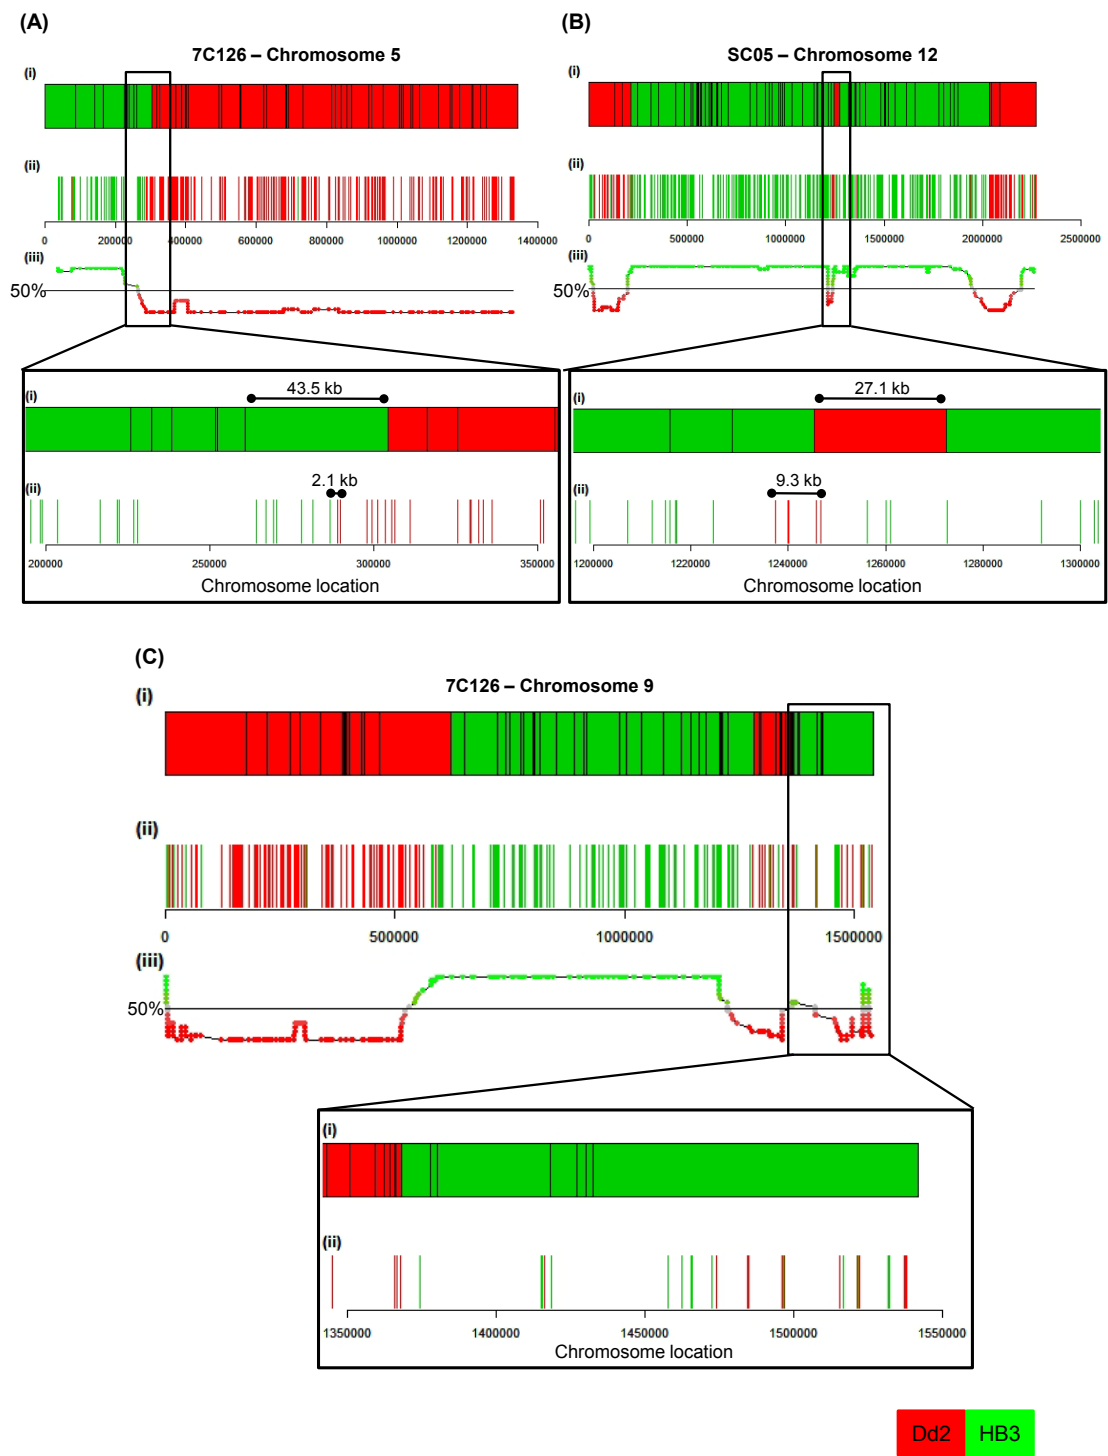 (A)
7C126 – Chromosome 5
(i)
(ii)
0 200000 400000 600000 800000 1000000 1200000 1400000
(iii)
50%
(i)
43.5 kb
(ii)
2.1 kb
200000 250000 300000 350000
Chromosome location
(B)
SC05 – Chromosome 12
(i)
(ii)
0 500000 1000000 1500000 2000000 2500000
(iii)
50%
(i)
27.1 kb
(ii)
9.3 kb
1200000 1220000 1240000 1260000 1280000 1300000
Chromosome location
(C)
7C126 – Chromosome 9
(i)
(ii)
0 500000 1000000 1500000
(iii)
50%
(i)
(ii)
1350000 1400000 1450000 1500000 1550000
Chromosome location
Dd2 HB3